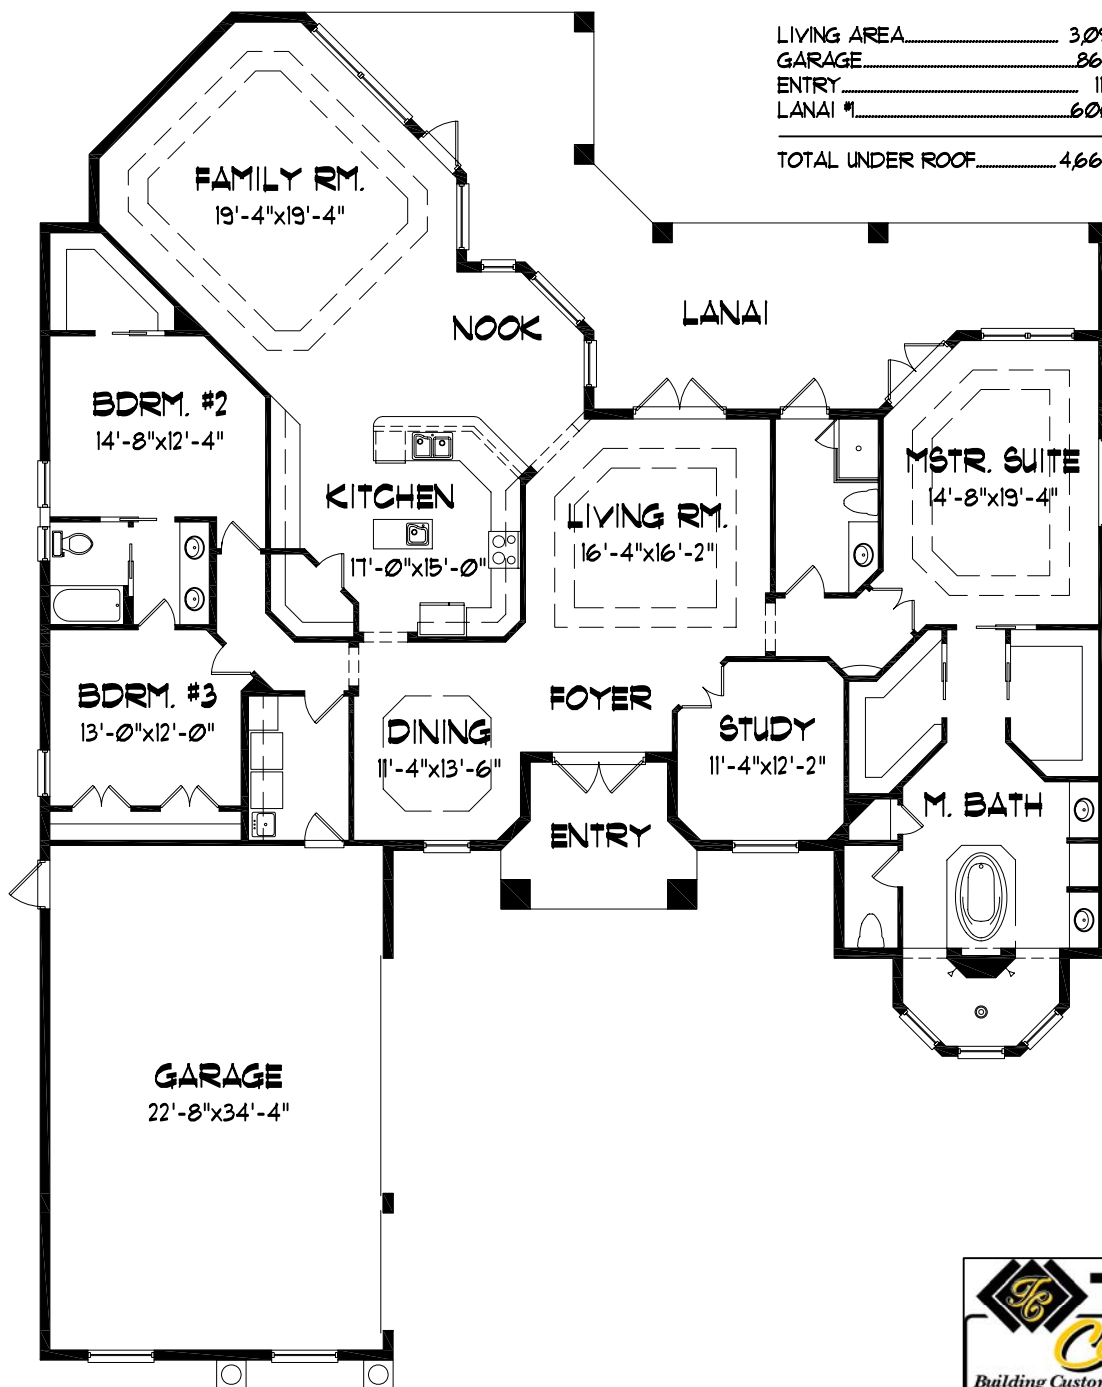 LIVING AREA
GARAGE
ENTRY
LANAI #1
TOTAL UNDER ROOF
FAMILY RM.
19'-4"x19'-4"
NOOK
LANAI
BDRM. #2
14'-8"x12'-4"
MSTR. SUITE
14'-8"x19'-4"
KITCHEN
17'-0"x15'-0"
LIVING RM.
16'-4"x16'-2"
BDRM. #3
13'-0"x12'-0"
FOYER
DINING
11'-4"x13'-6"
STUDY
11'-4"x12'-2"
M. BATH
ENTRY
GARAGE
22'-8"x34'-4"
Building